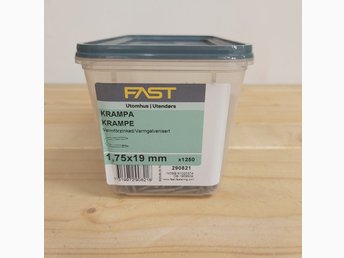 FAST
Utomhus | Utendørs
KRAMPA
KRAMPE
Varmförzinkad/Varmgalvanisert
1,75x19 mm x1250
290821